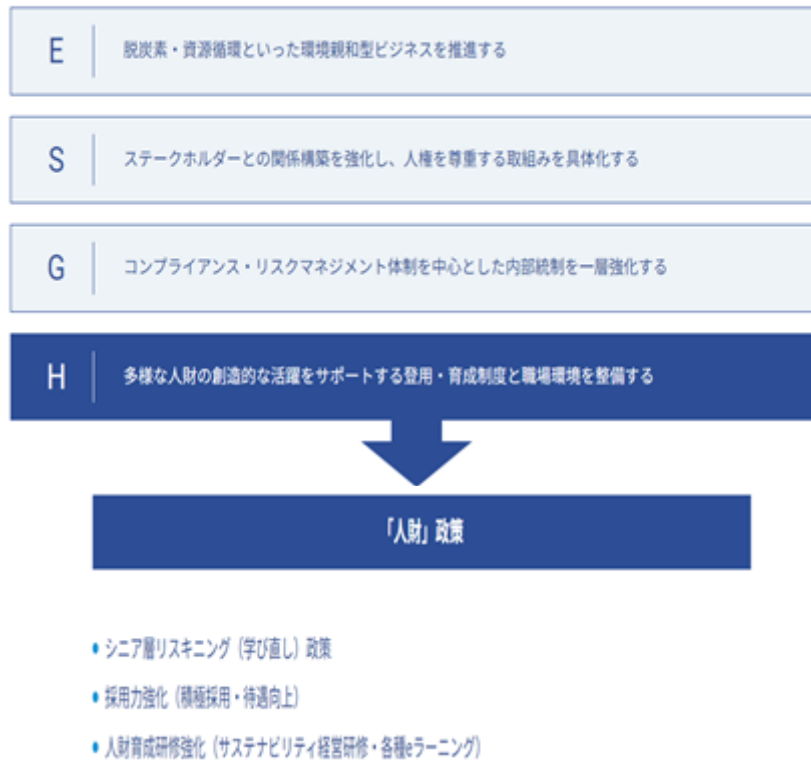 E 脱炭素・資源循環といった環境親和型ビジネスを推進する
S ステークホルダーとの関係構築を強化し、人権を尊重する取組みを具体化する
G コンプライアンス・リスクマネジメント体制を中心とした内部統制を一層強化する
H 多様な人財の創造的な活躍をサポートする登用・育成制度と職場環境を整備する
「人財」政策
• シニア層リスキニング（学び直し）政策
• 採用力強化（積極採用・待遇向上）
• 人財育成研修強化（サステナビリティ経営研修・各種eラーニング）